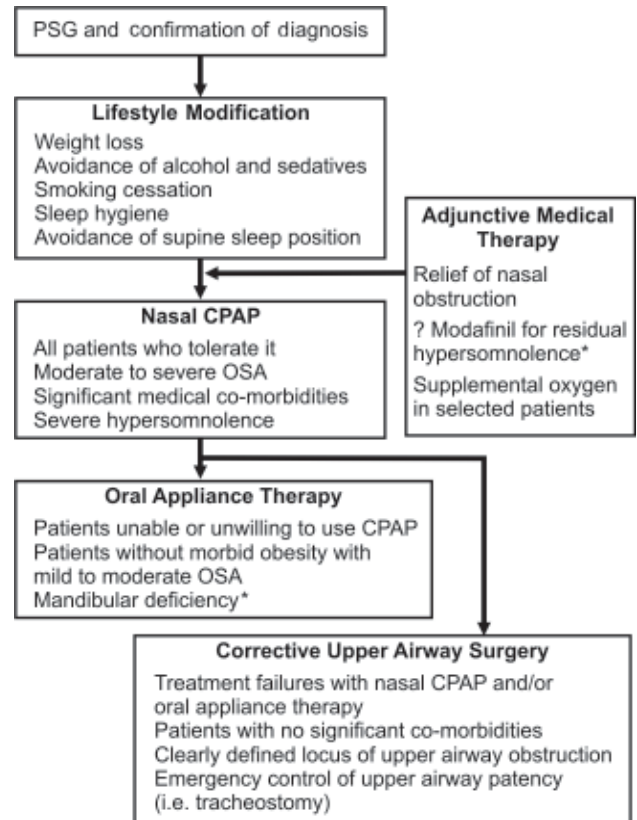 PSG and confirmation of diagnosis
Lifestyle Modification
Weight loss
Avoidance of alcohol and sedatives
Smoking cessation
Sleep hygiene
Avoidance of supine sleep position
Adjunctive Medical
Therapy
Relief of nasal
obstruction
? Modafinil for residual
hypersomnolence*
Supplemental oxygen
in selected patients
Nasal CPAP
All patients who tolerate it
Moderate to severe OSA
Significant medical co-morbidities
Severe hypersomnolence
Oral Appliance Therapy
Patients unable or unwilling to use CPAP
Patients without morbid obesity with
mild to moderate OSA
Mandibular deficiency*
Corrective Upper Airway Surgery
Treatment failures with nasal CPAP and/or
oral appliance therapy
Patients with no significant co-morbidities
Clearly defined locus of upper airway obstruction
Emergency control of upper airway patency
(i.e. tracheostomy)